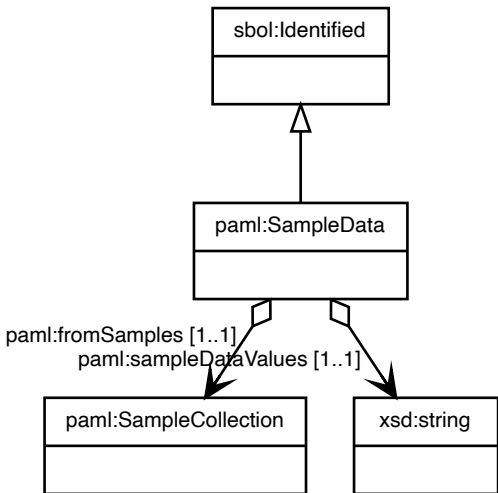 sbol:Identified
paml:SampleData
paml:fromSamples [1..1]
paml:sampleDataValues [1..1]
paml:SampleCollection
xsd:string